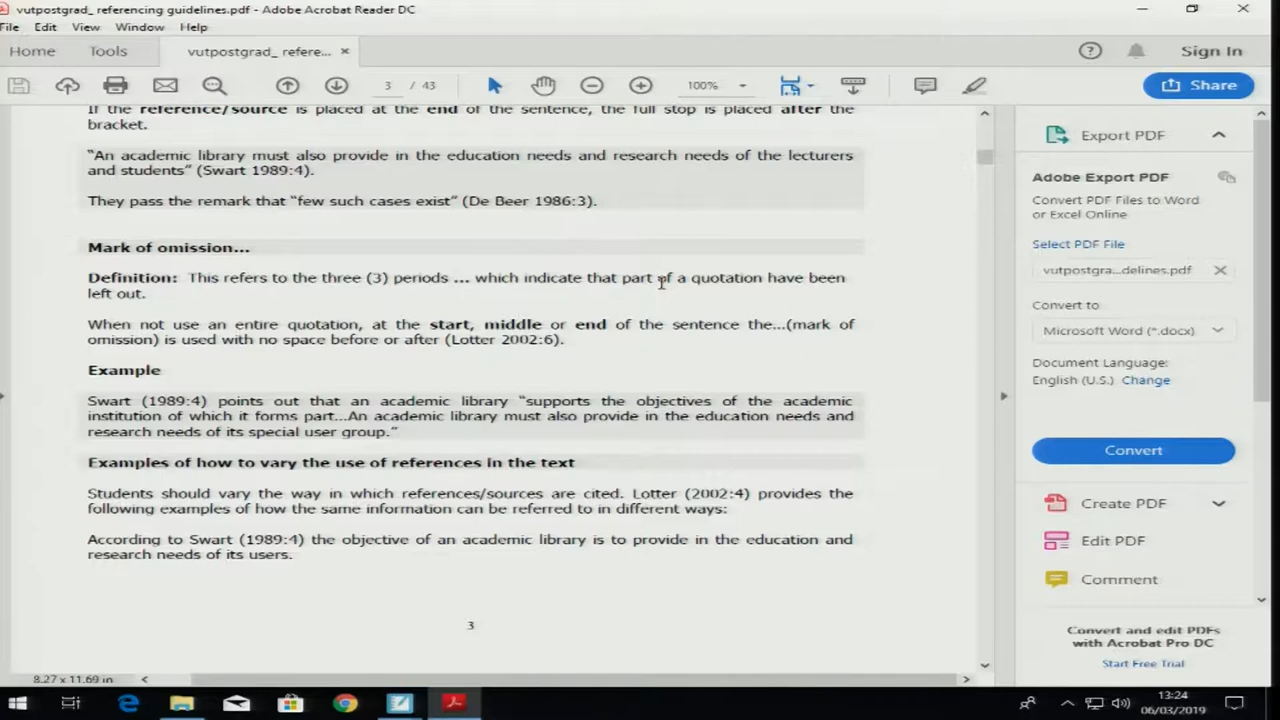 vutpostgrad_ referencing guidelines.pdf - Adobe Acrobat Reader DC
File Edit View Window Help
Home Tools vutpostgrad_ refere... × Sign In
3 / 43 100% Share
If the reference/source is placed at the end of the sentence, the full stop is placed after the
bracket.
"An academic library must also provide in the education needs and research needs of the lecturers
and students" (Swart 1989:4).
They pass the remark that "few such cases exist" (De Beer 1986:3).
Mark of omission...
Definition: This refers to the three (3) periods ... which indicate that part of a quotation have been
left out.
When not use an entire quotation, at the start, middle or end of the sentence the...(mark of
omission) is used with no space before or after (Lotter 2002:6).
Example
Swart (1989:4) points out that an academic library "supports the objectives of the academic
institution of which it forms part...An academic library must also provide in the education needs and
research needs of its special user group."
Examples of how to vary the use of references in the text
Students should vary the way in which references/sources are cited. Lotter (2002:4) provides the
following examples of how the same information can be referred to in different ways:
According to Swart (1989:4) the objective of an academic library is to provide in the education and
research needs of its users.
3
8.27 x 11.69 in
Export PDF
Adobe Export PDF
Convert PDF Files to Word
or Excel Online
Select PDF File
vutpostgra...delines.pdf
Convert to
Microsoft Word (*.docx)
Document Language:
English (U.S.) Change
Convert
Create PDF
Edit PDF
Comment
Convert and edit PDFs
with Acrobat Pro DC
Start Free Trial
13:24
06/03/2019